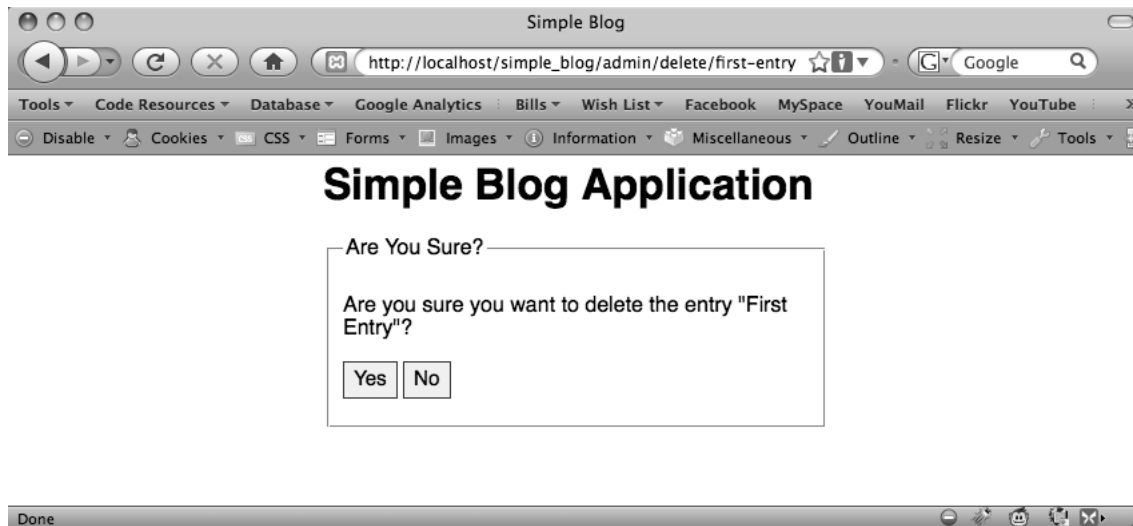 Simple Blog
http://localhost/simple_blog/admin/delete/first-entry G Google
Tools Code Resources Database Google Analytics Bills Wish List Facebook MySpace YouMail Flickr YouTube
Disable Cookies CSS Forms Images Information Miscellaneous Outline Resize Tools
Simple Blog Application
Are You Sure?
Are you sure you want to delete the entry "First
Entry"?
Yes No
Done